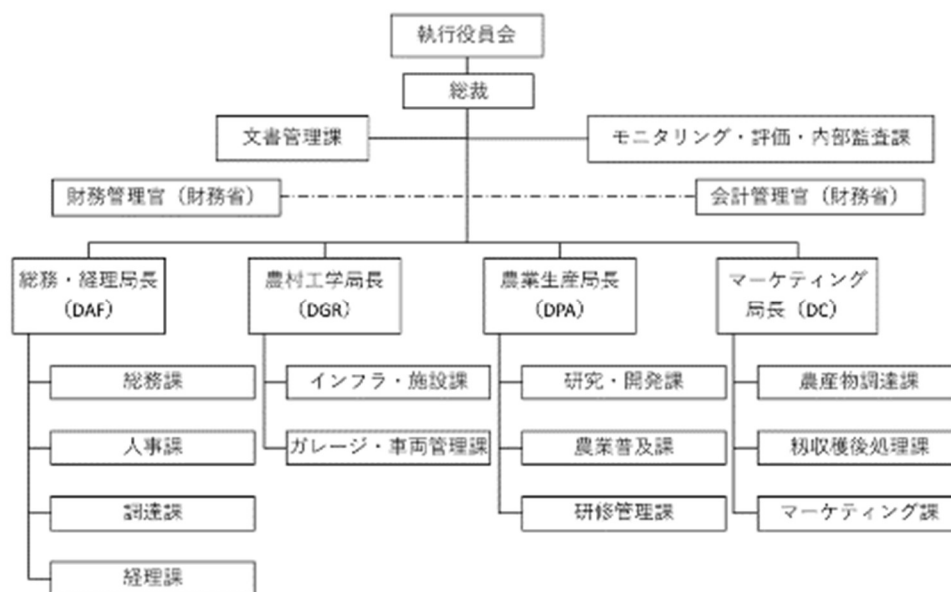 執行役員会
総裁
文書管理課
モニタリング・評価・内部監査課
財務管理官（財務省）
会計管理官（財務省）
総務・経理局長
（DAF）
農村工学局長
（DGR）
農業生産局長
（DPA）
マーケティング
局長（DC）
総務課
インフラ・施設課
研究・開発課
農産物調達課
人事課
ガレージ・車両管理課
農業普及課
籾収穫後処理課
調達課
研修管理課
マーケティング課
経理課